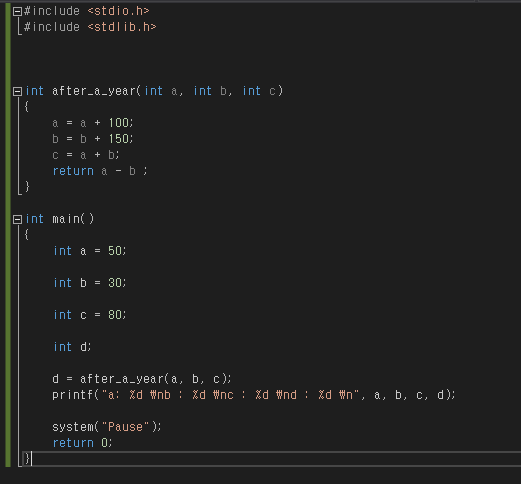 #include <stdio.h>
#include <stdlib.h>
int after_a_year(int a, int b, int c)
{
a = a + 100;
b = b + 150;
c = a + b;
return a - b ;
}
int main()
{
int a = 50;
int b = 30;
int c = 80;
int d;
d = after_a_year(a, b, c);
printf("a: %d ₩nb : %d ₩nc : %d ₩nd : %d ₩n", a, b, c, d);
system("Pause");
return 0;
}